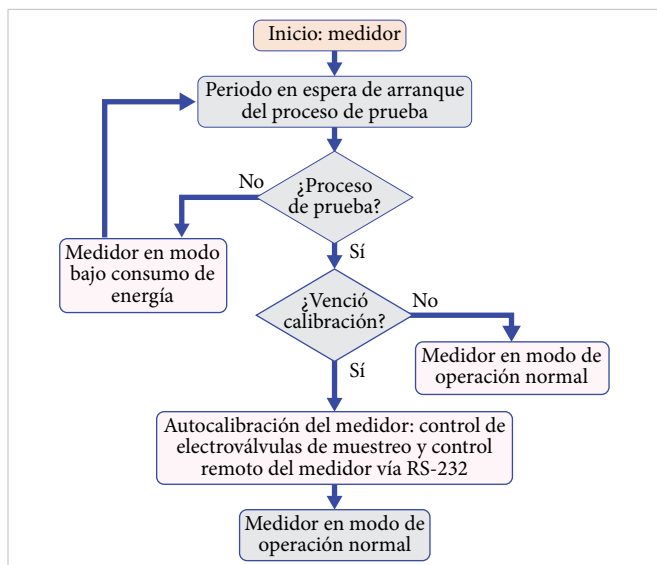 Inicio: medidor
Periodo en espera de arranque
del proceso de prueba
¿Proceso
de prueba?
No
Sí
Medidor en modo
bajo consumo de
energía
¿Venció
calibración?
No
Sí
Medidor en modo de
operación normal
Autocalibración del medidor: control de
electroválvulas de muestreo y control
remoto del medidor vía RS-232
Medidor en modo de
operación normal